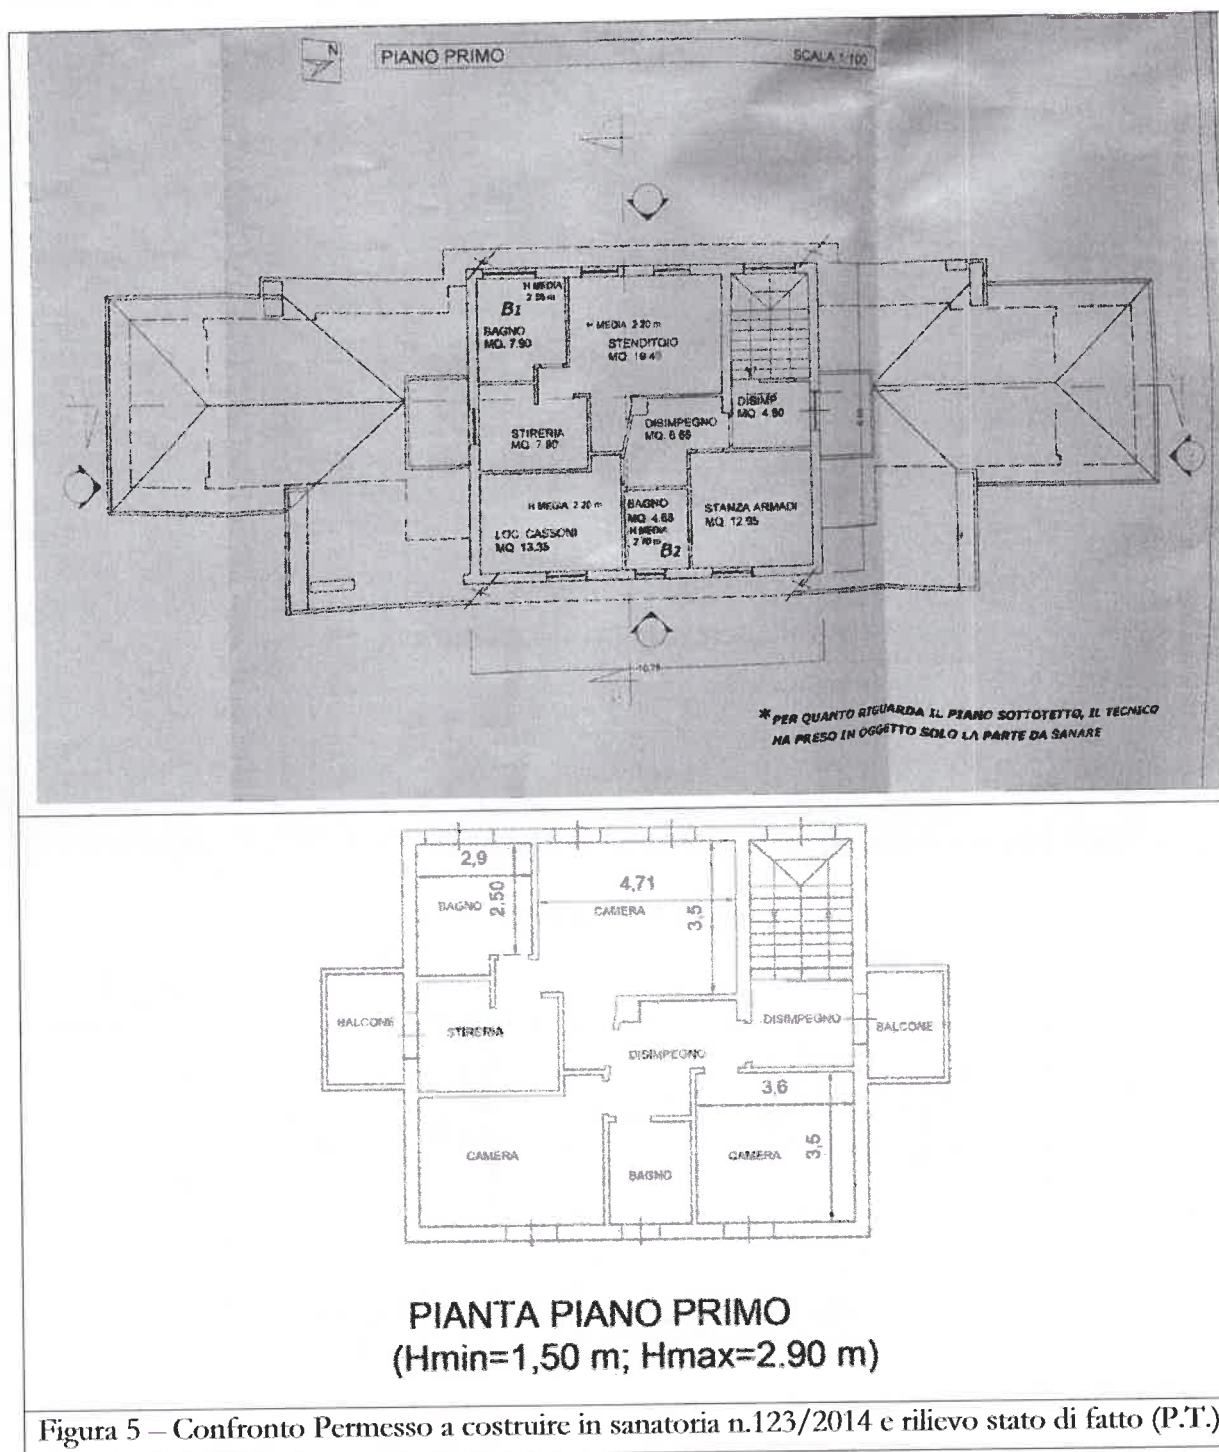 N
PIANO PRIMO
SCALA 1:100
H MEDIA
B1
BAGNO
MQ. 7.90
H MEDIA 2.20 m
STENDITOIO
DISIMP
MQ. 4.80
DISIMPEGNO
STIRERIA
H MEDIA 2.20 m
BAGNO
H MEDIA
B2
STANZA ARMADI
MQ. 12.95
LOC. CASSONI
MQ. 13.35
* PER QUANTO RIGUARDA IL PIANO SOTTOTETTO, IL TECNICO
HA PRESO IN OGGETTO SOLO LA PARTE DA SANARE
2,9
BAGNO
2.50
4,71
CAMERA
3,5
BALCONE
STIRERIA
DISIMPEGNO
DISIMPEGNO
BALCONE
3,6
CAMERA
BAGNO
CAMERA
3,5
PIANTA PIANO PRIMO
(Hmin=1,50 m; Hmax=2.90 m)
Figura 5 – Confronto Permesso a costruire in sanatoria n.123/2014 e rilievo stato di fatto (P.T.)